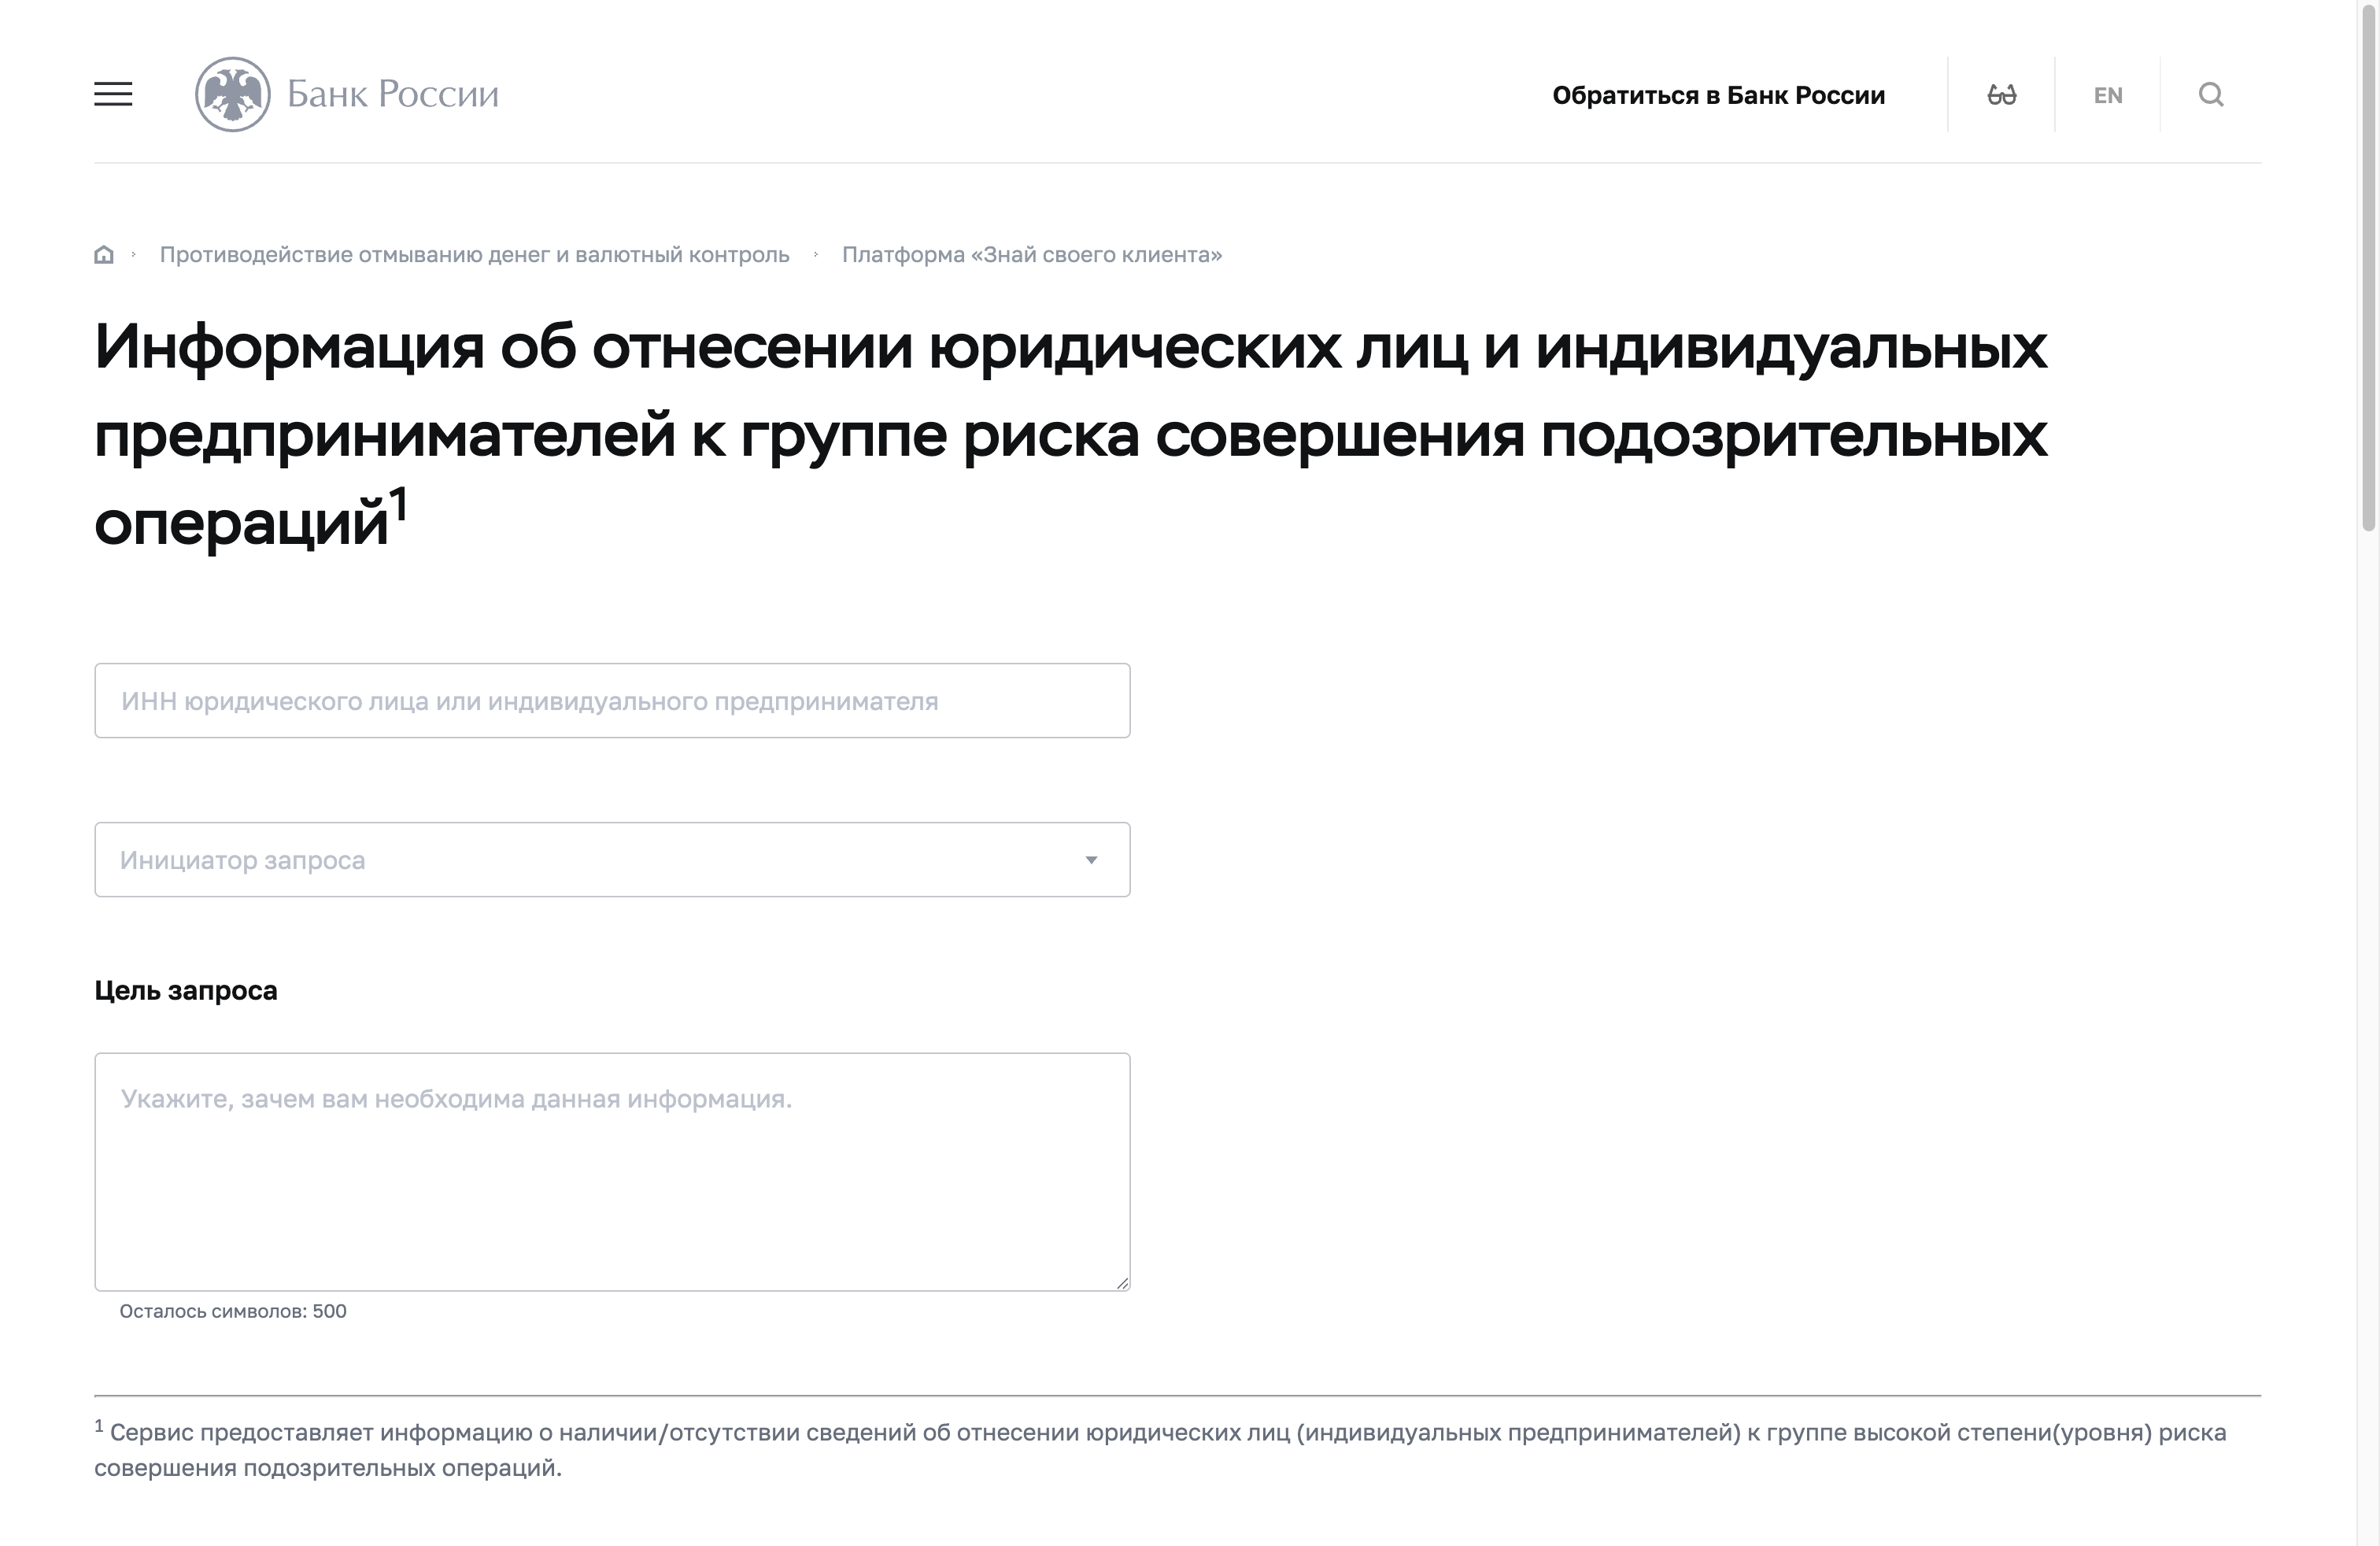 Банк России
Обратиться в Банк России
EN
Противодействие отмыванию денег и валютный контроль
Платформа «Знай своего клиента»
Информация об отнесении юридических лиц и индивидуальных
предпринимателей к группе риска совершения подозрительных
операций¹
ИНН юридического лица или индивидуального предпринимателя
Инициатор запроса
Цель запроса
Укажите, зачем вам необходима данная информация.
Осталось символов: 500
¹ Сервис предоставляет информацию о наличии/отсутствии сведений об отнесении юридических лиц (индивидуальных предпринимателей) к группе высокой степени(уровня) риска
совершения подозрительных операций.